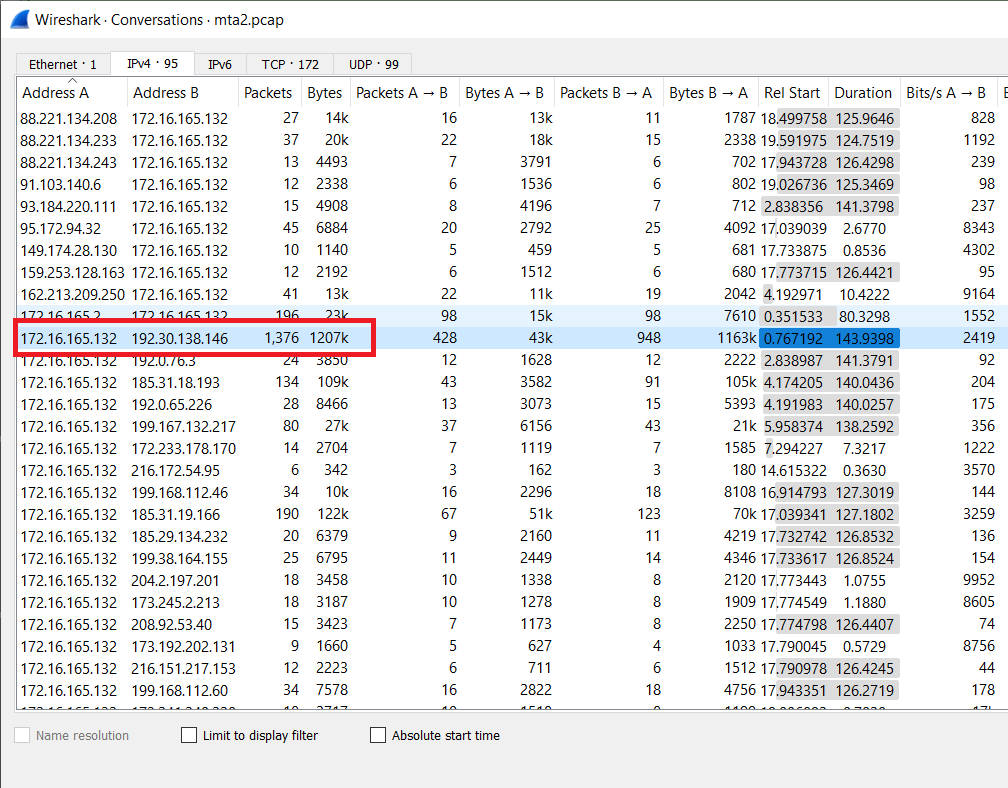 Wireshark · Conversations · mta2.pcap
Ethernet · 1 IPv4 · 95 IPv6 TCP · 172 UDP · 99
Address A Address B Packets Bytes Packets A → B Bytes A → B Packets B → A Bytes B → A Rel Start Duration Bits/s A → B
88.221.134.208 172.16.165.132 27 14k 16 13k 11 1787 18.499758 125.9646 828
88.221.134.233 172.16.165.132 37 20k 22 18k 15 2338 19.591975 124.7519 1192
88.221.134.243 172.16.165.132 13 4493 7 3791 6 702 17.943728 126.4298 239
91.103.140.6 172.16.165.132 12 2338 6 1536 6 802 19.026736 125.3469 98
93.184.220.111 172.16.165.132 15 4908 8 4196 7 712 2.838356 141.3798 237
95.172.94.32 172.16.165.132 45 6884 20 2792 25 4092 17.039039 2.6770 8343
149.174.28.130 172.16.165.132 10 1140 5 459 5 681 17.733875 0.8536 4302
159.253.128.163 172.16.165.132 12 2192 6 1512 6 680 17.773715 126.4421 95
162.213.209.250 172.16.165.132 41 13k 22 11k 19 2042 4.192971 10.4222 9164
172.16.165.2 172.16.165.132 196 23k 98 15k 98 7610 0.351533 80.3298 1552
172.16.165.132 192.30.138.146 1,376 1207k 428 43k 948 1163k 0.767192 143.9398 2419
172.16.165.132 192.0.76.3 24 3850 12 1628 12 2222 2.838987 141.3791 92
172.16.165.132 185.31.18.193 134 109k 43 3582 91 105k 4.174205 140.0436 204
172.16.165.132 192.0.65.226 28 8466 13 3073 15 5393 4.191983 140.0257 175
172.16.165.132 199.167.132.217 80 27k 37 6156 43 21k 5.958374 138.2592 356
172.16.165.132 172.233.178.170 14 2704 7 1119 7 1585 7.294227 7.3217 1222
172.16.165.132 216.172.54.95 6 342 3 162 3 180 14.615322 0.3630 3570
172.16.165.132 199.168.112.46 34 10k 16 2296 18 8108 16.914793 127.3019 144
172.16.165.132 185.31.19.166 190 122k 67 51k 123 70k 17.039341 127.1802 3259
172.16.165.132 185.29.134.232 20 6379 9 2160 11 4219 17.732742 126.8532 136
172.16.165.132 199.38.164.155 25 6795 11 2449 14 4346 17.733617 126.8524 154
172.16.165.132 204.2.197.201 18 3458 10 1338 8 2120 17.773443 1.0755 9952
172.16.165.132 173.245.2.213 18 3187 10 1278 8 1909 17.774549 1.1880 8605
172.16.165.132 208.92.53.40 15 3423 7 1173 8 2250 17.774798 126.4407 74
172.16.165.132 173.192.202.131 9 1660 5 627 4 1033 17.790045 0.5729 8756
172.16.165.132 216.151.217.153 12 2223 6 711 6 1512 17.790978 126.4245 44
172.16.165.132 199.168.112.60 34 7578 16 2822 18 4756 17.943351 126.2719 178
Name resolution Limit to display filter Absolute start time